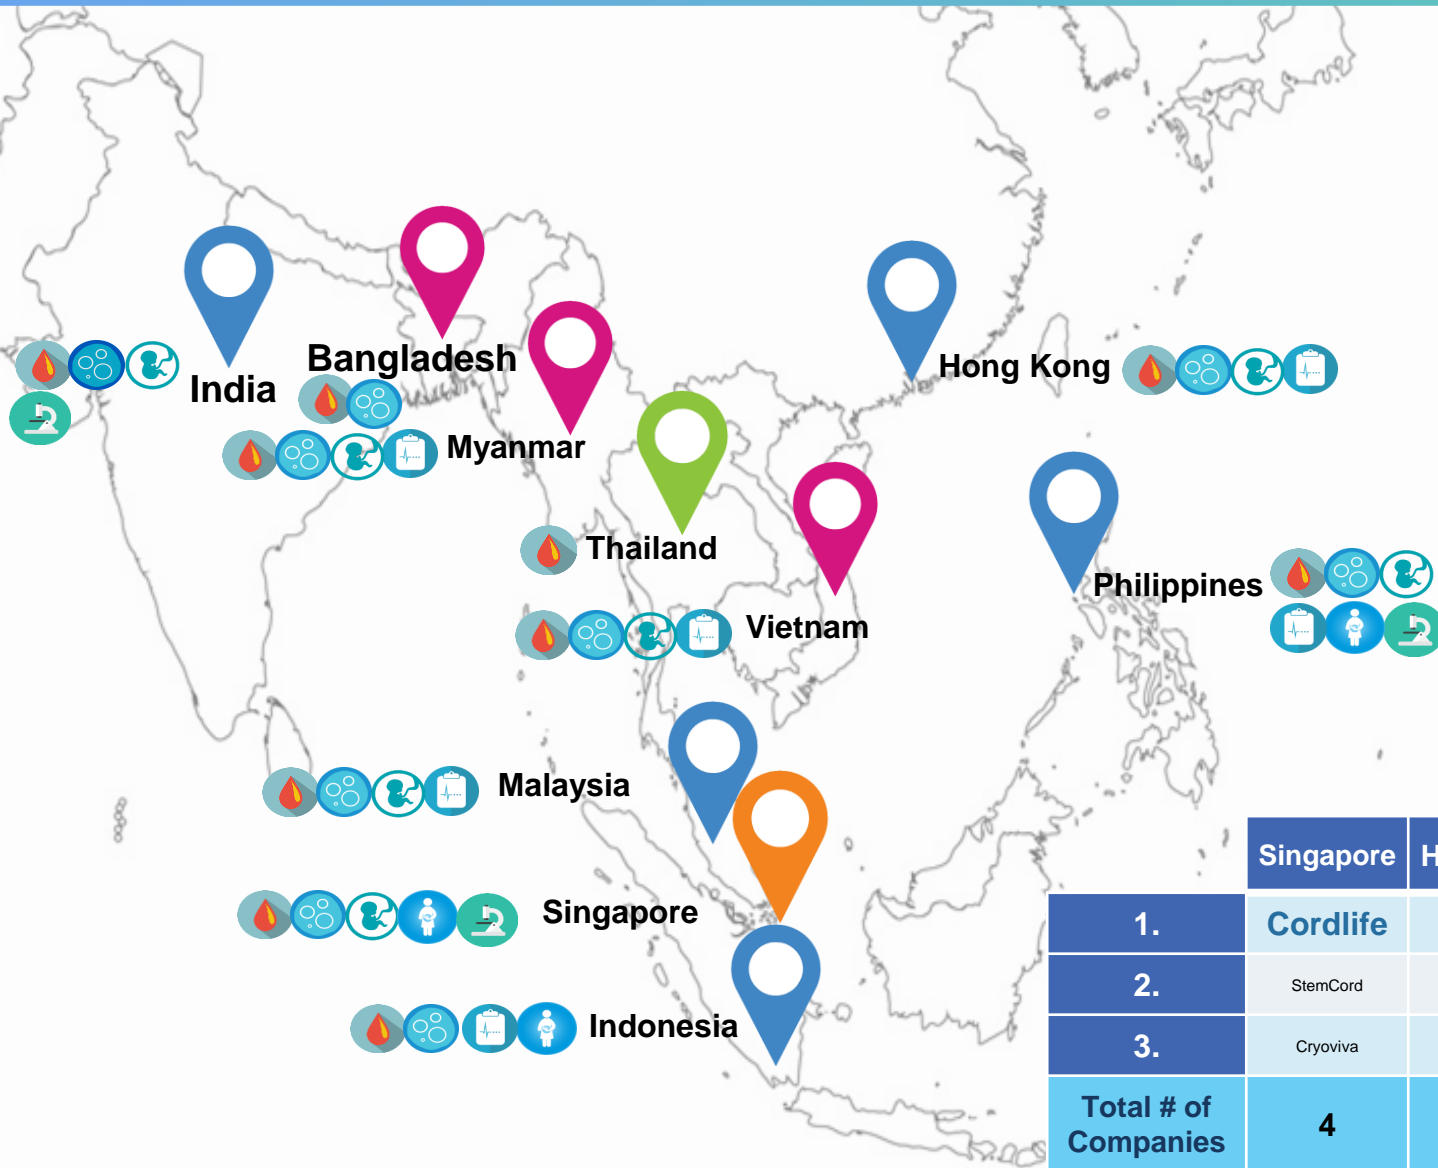 Bangladesh
India
Hong Kong
Myanmar
Thailand
Philippines
Vietnam
Malaysia
Singapore
Indonesia
Singapore H
1. Cordlife
2. StemCord
3. Cryoviva
Total # of
Companies 4